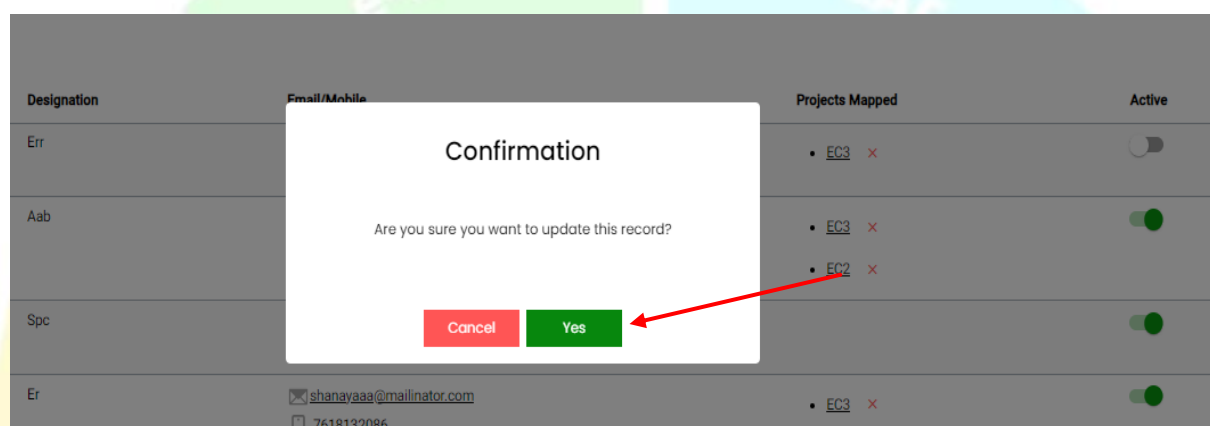 Designation Email/Mobile Projects Mapped Active
Err EC3
Confirmation
Aab EC3
Are you sure you want to update this record?
EC2
Spc
Cancel Yes
Er shanayaaa@mailinator.com EC3
7618132086